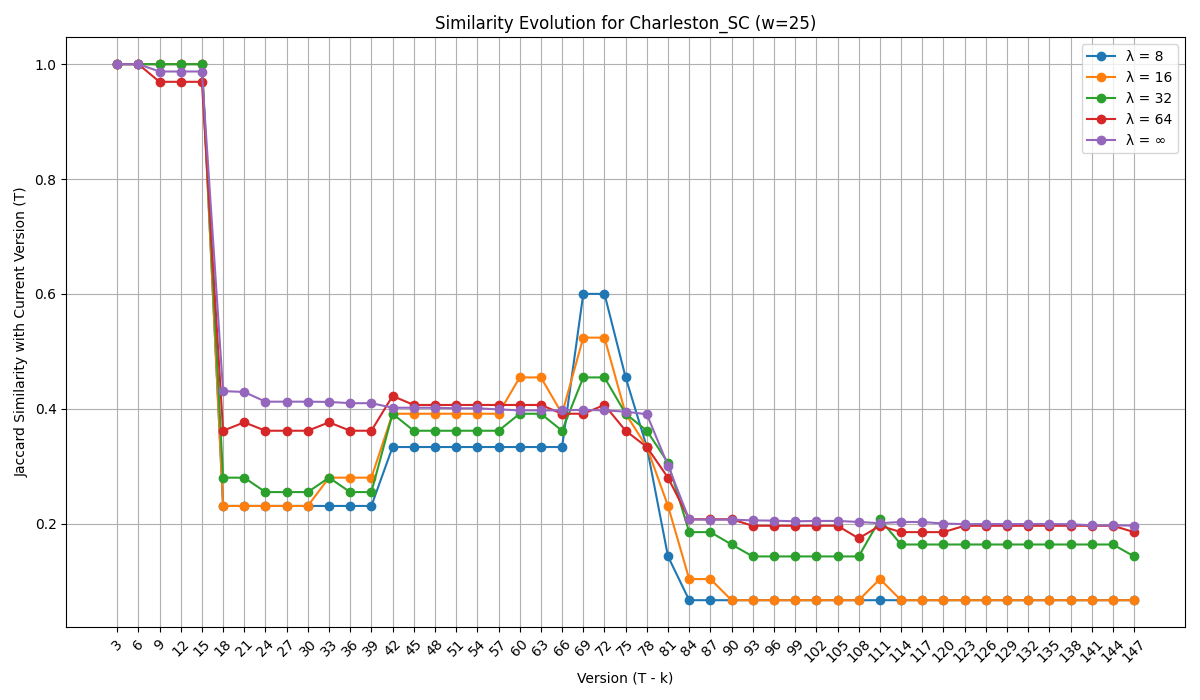 Similarity Evolution for Charleston_SC (w=25)
Jaccard Similarity with Current Version (T)
1.0
0.8
0.6
0.4
0.2
λ = 8
λ = 16
λ = 32
λ = 64
λ = ∞
3 6 9 12 15 18 21 24 27 30 33 36 39 42 45 48 51 54 57 60 63 66 69 72 75 78 81 84 87 90 93 96 99 102 105 108 111 114 117 120 123 126 129 132 135 138 141 144 147
Version (T - k)